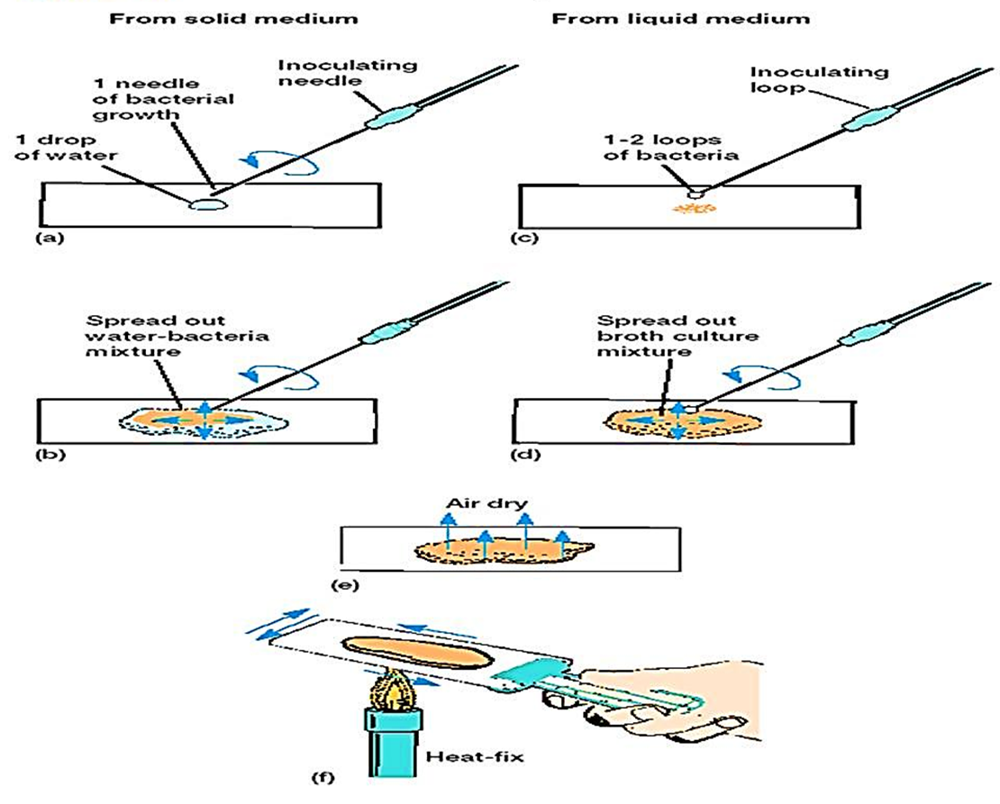 From solid medium
From liquid medium
Inoculating
needle
1 needle
of bacterial
growth
1 drop
of water
(a)
Inoculating
loop
1-2 loops
of bacteria
(c)
Spread out
water-bacteria
mixture
(b)
Spread out
broth culture
mixture
(d)
Air dry
(e)
Heat-fix
(f)